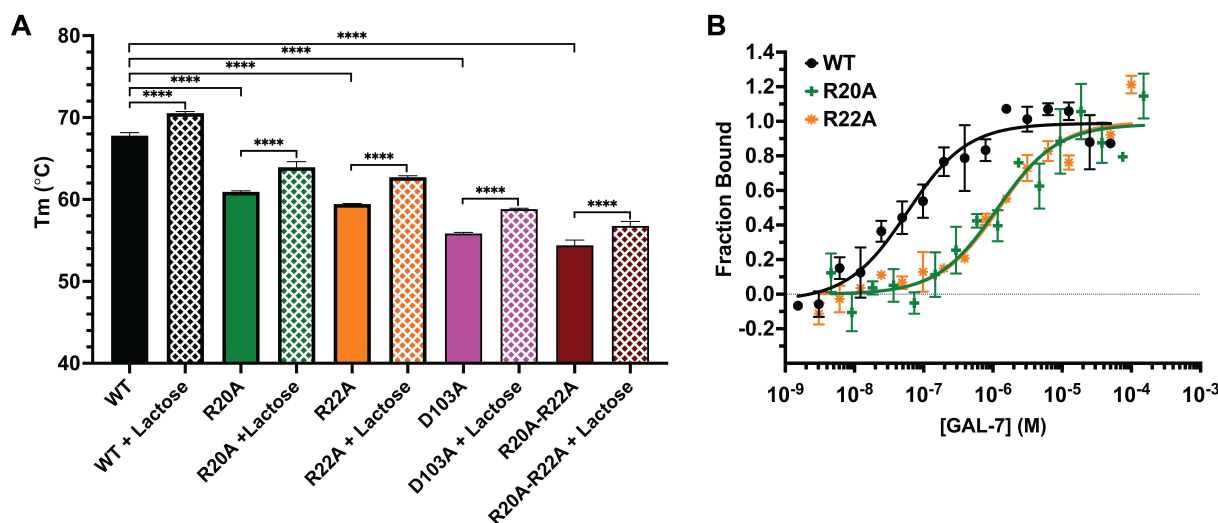 A
B
Tm (°C)
80
70
60
50
40
****
****
****
****
****
****
****
****
****
WT
WT + Lactose
R20A
R20A +Lactose
R22A
R22A + Lactose
D103A
D103A + Lactose
R20A-R22A
R20A-R22A + Lactose
Fraction Bound
1.4
1.2
1.0
0.8
0.6
0.4
0.2
0.0
-0.2
WT
R20A
R22A
10-9
10-8
10-7
10-6
10-5
10-4
10-3
[GAL-7] (M)